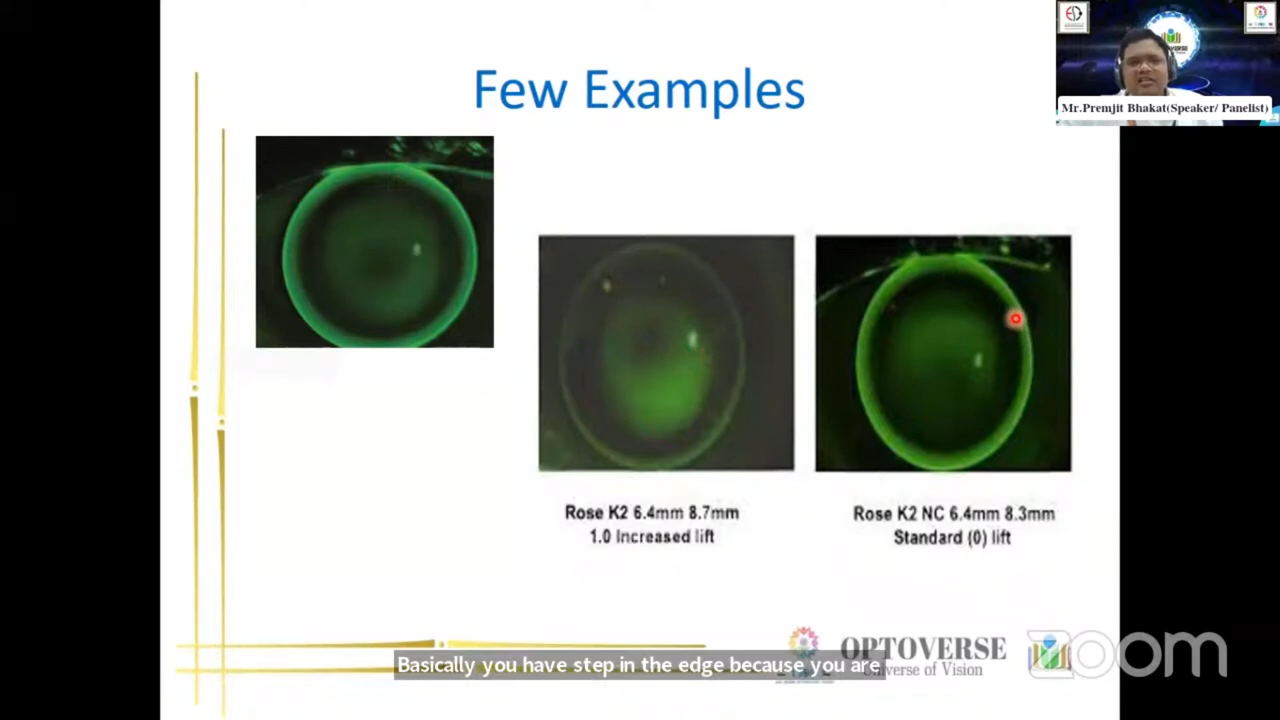 Few Examples
Mr.Premjit Bhakat(Speaker/ Panelist)
Rose K2 6.4mm 8.7mm
1.0 Increased lift
Rose K2 NC 6.4mm 8.3mm
Standard (0) lift
OPTOVERSE
Universe of Vision
zoom
Basically you have step in the edge because you are